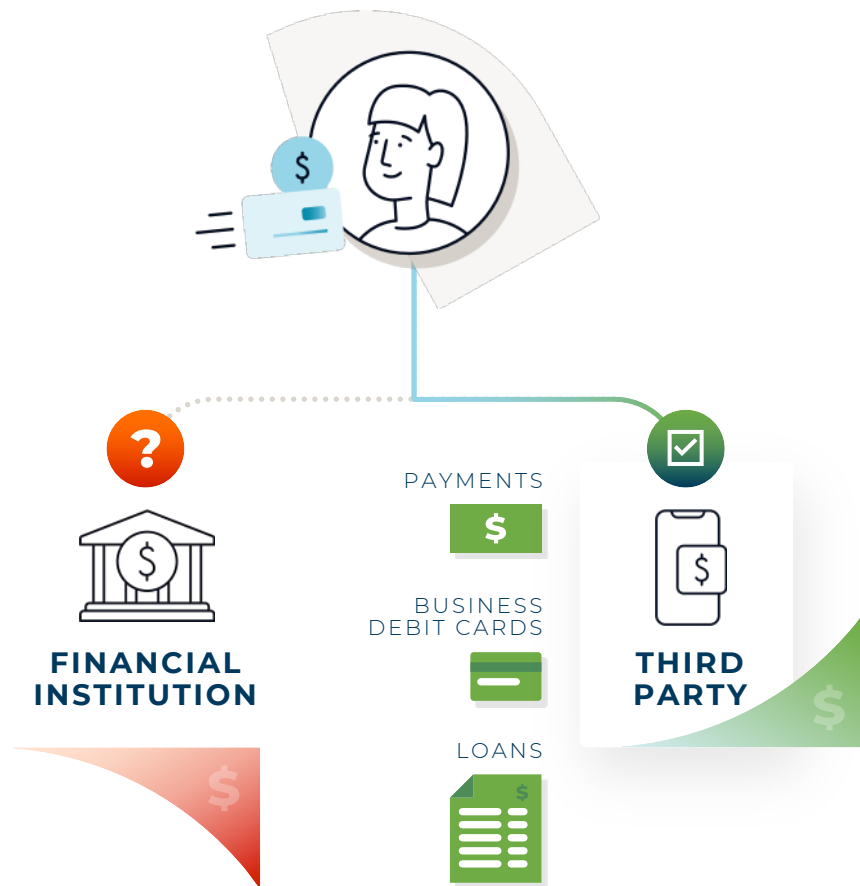 $
?
PAYMENTS
$
$
$
BUSINESS
DEBIT CARDS
FINANCIAL
INSTITUTION
THIRD
PARTY
$
LOANS
$
$